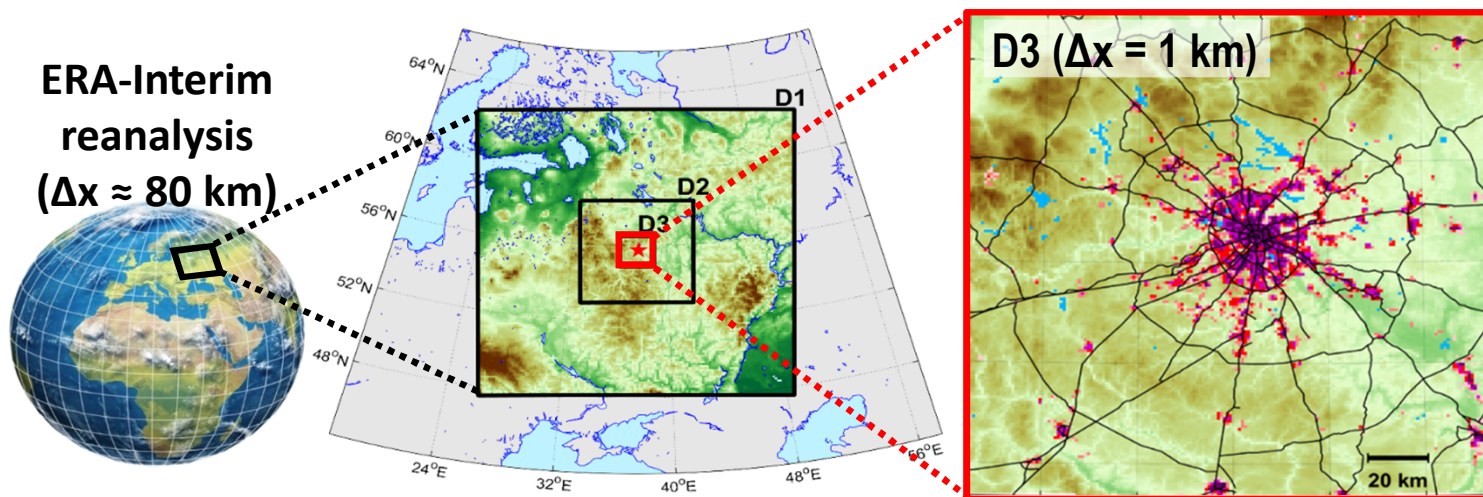 ERA-Interim
reanalysis
(Δx ≈ 80 km)
64°N
60°N
56°N
52°N
48°N
24°E
32°E
40°E
48°E
56°E
D1
D2
D3
D3 (Δx = 1 km)
20 km